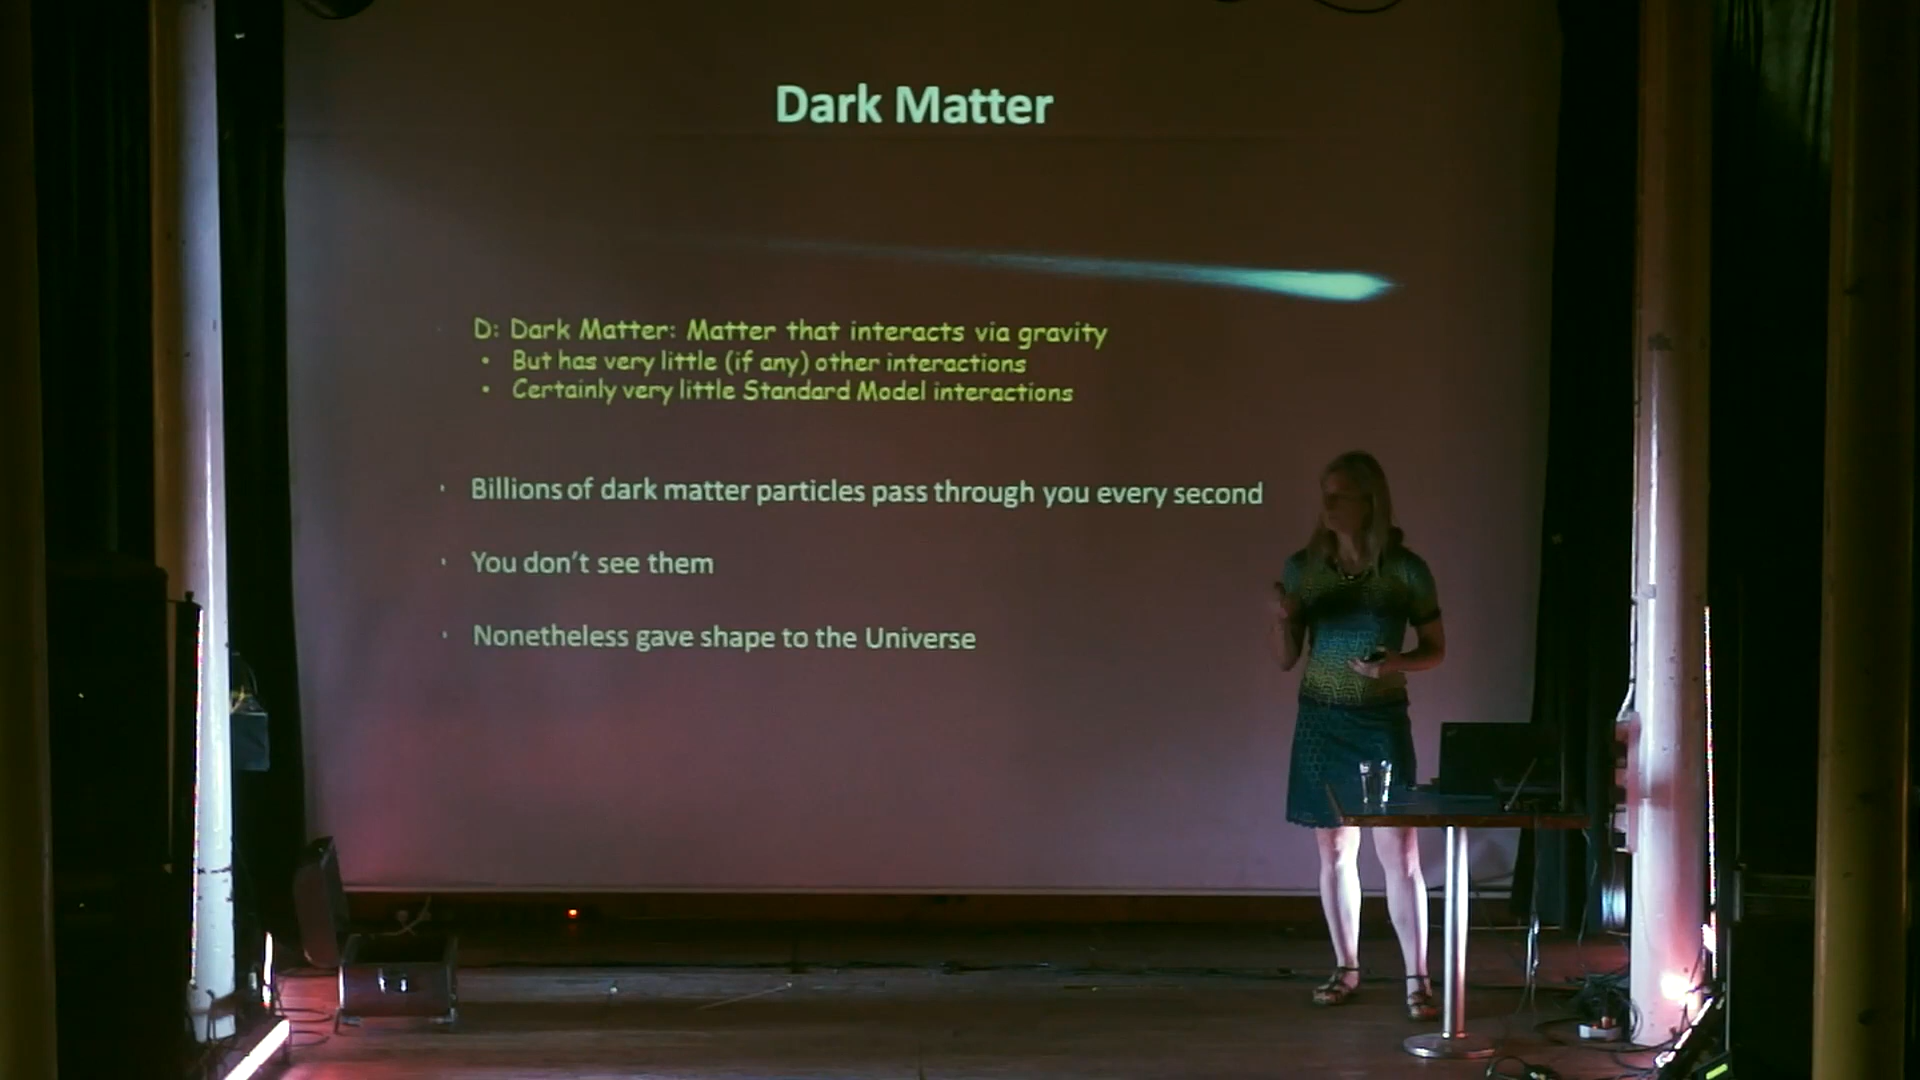 Dark Matter
D: Dark Matter: Matter that interacts via gravity
• But has very little (if any) other interactions
• Certainly very little Standard Model interactions
• Billions of dark matter particles pass through you every second
• You don't see them
• Nonetheless gave shape to the Universe